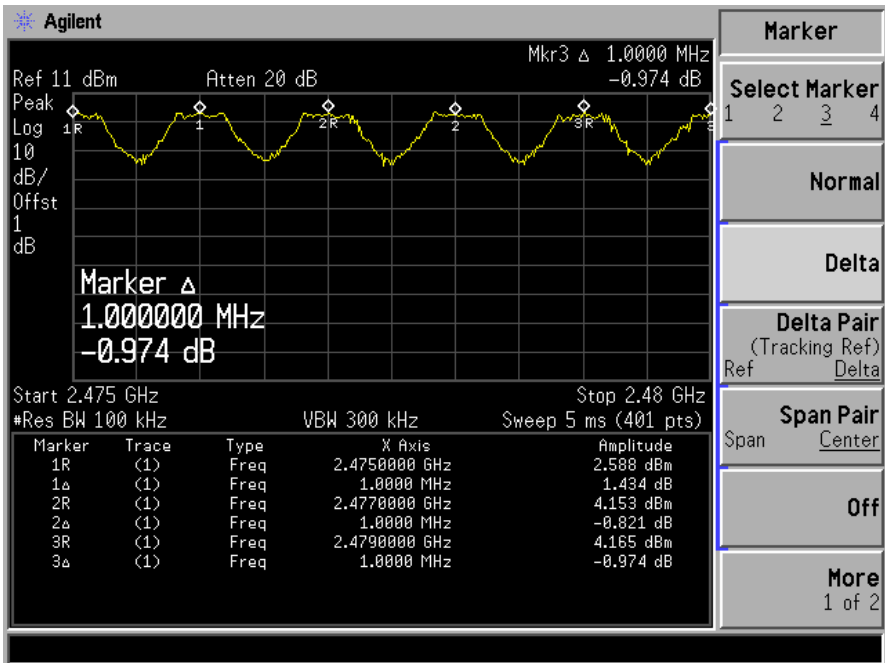 Agilent
Marker
Mkr3 Δ 1.0000 MHz
Ref 11 dBm Atten 20 dB -0.974 dB
Peak
Log
10
dB/
Offst
1
dB
1R 1 2R 2 3R 3
Marker Δ
1.000000 MHz
-0.974 dB
Start 2.475 GHz Stop 2.48 GHz
#Res BW 100 kHz VBW 300 kHz Sweep 5 ms (401 pts)
Marker Trace Type X Axis Amplitude
1R (1) Freq 2.4750000 GHz 2.588 dBm
1Δ (1) Freq 1.0000 MHz 1.434 dB
2R (1) Freq 2.4770000 GHz 4.153 dBm
2Δ (1) Freq 1.0000 MHz -0.821 dB
3R (1) Freq 2.4790000 GHz 4.165 dBm
3Δ (1) Freq 1.0000 MHz -0.974 dB
Select Marker
1 2 3 4
Normal
Delta
Delta Pair
(Tracking Ref)
Ref Delta
Span Pair
Span Center
Off
More
1 of 2